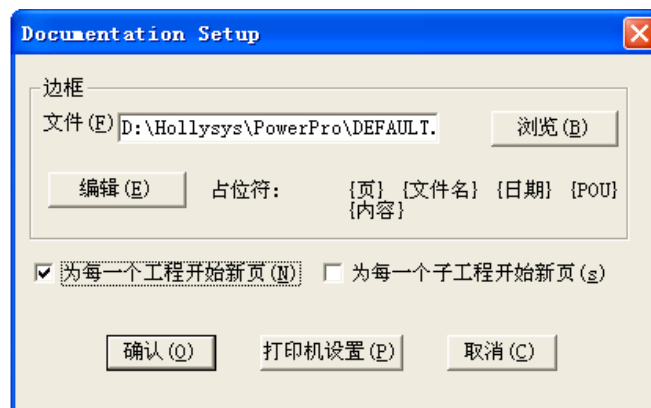 Documentation Setup
边框
文件(F) D:\Hollysys\PowerPro\DEFAULT. 浏览(B)
编辑(E) 占位符: {页} {文件名} {日期} {POU}
{内容}
为每一个工程开始新页(N) 为每一个子工程开始新页(s)
确认(O) 打印机设置(P) 取消(C)